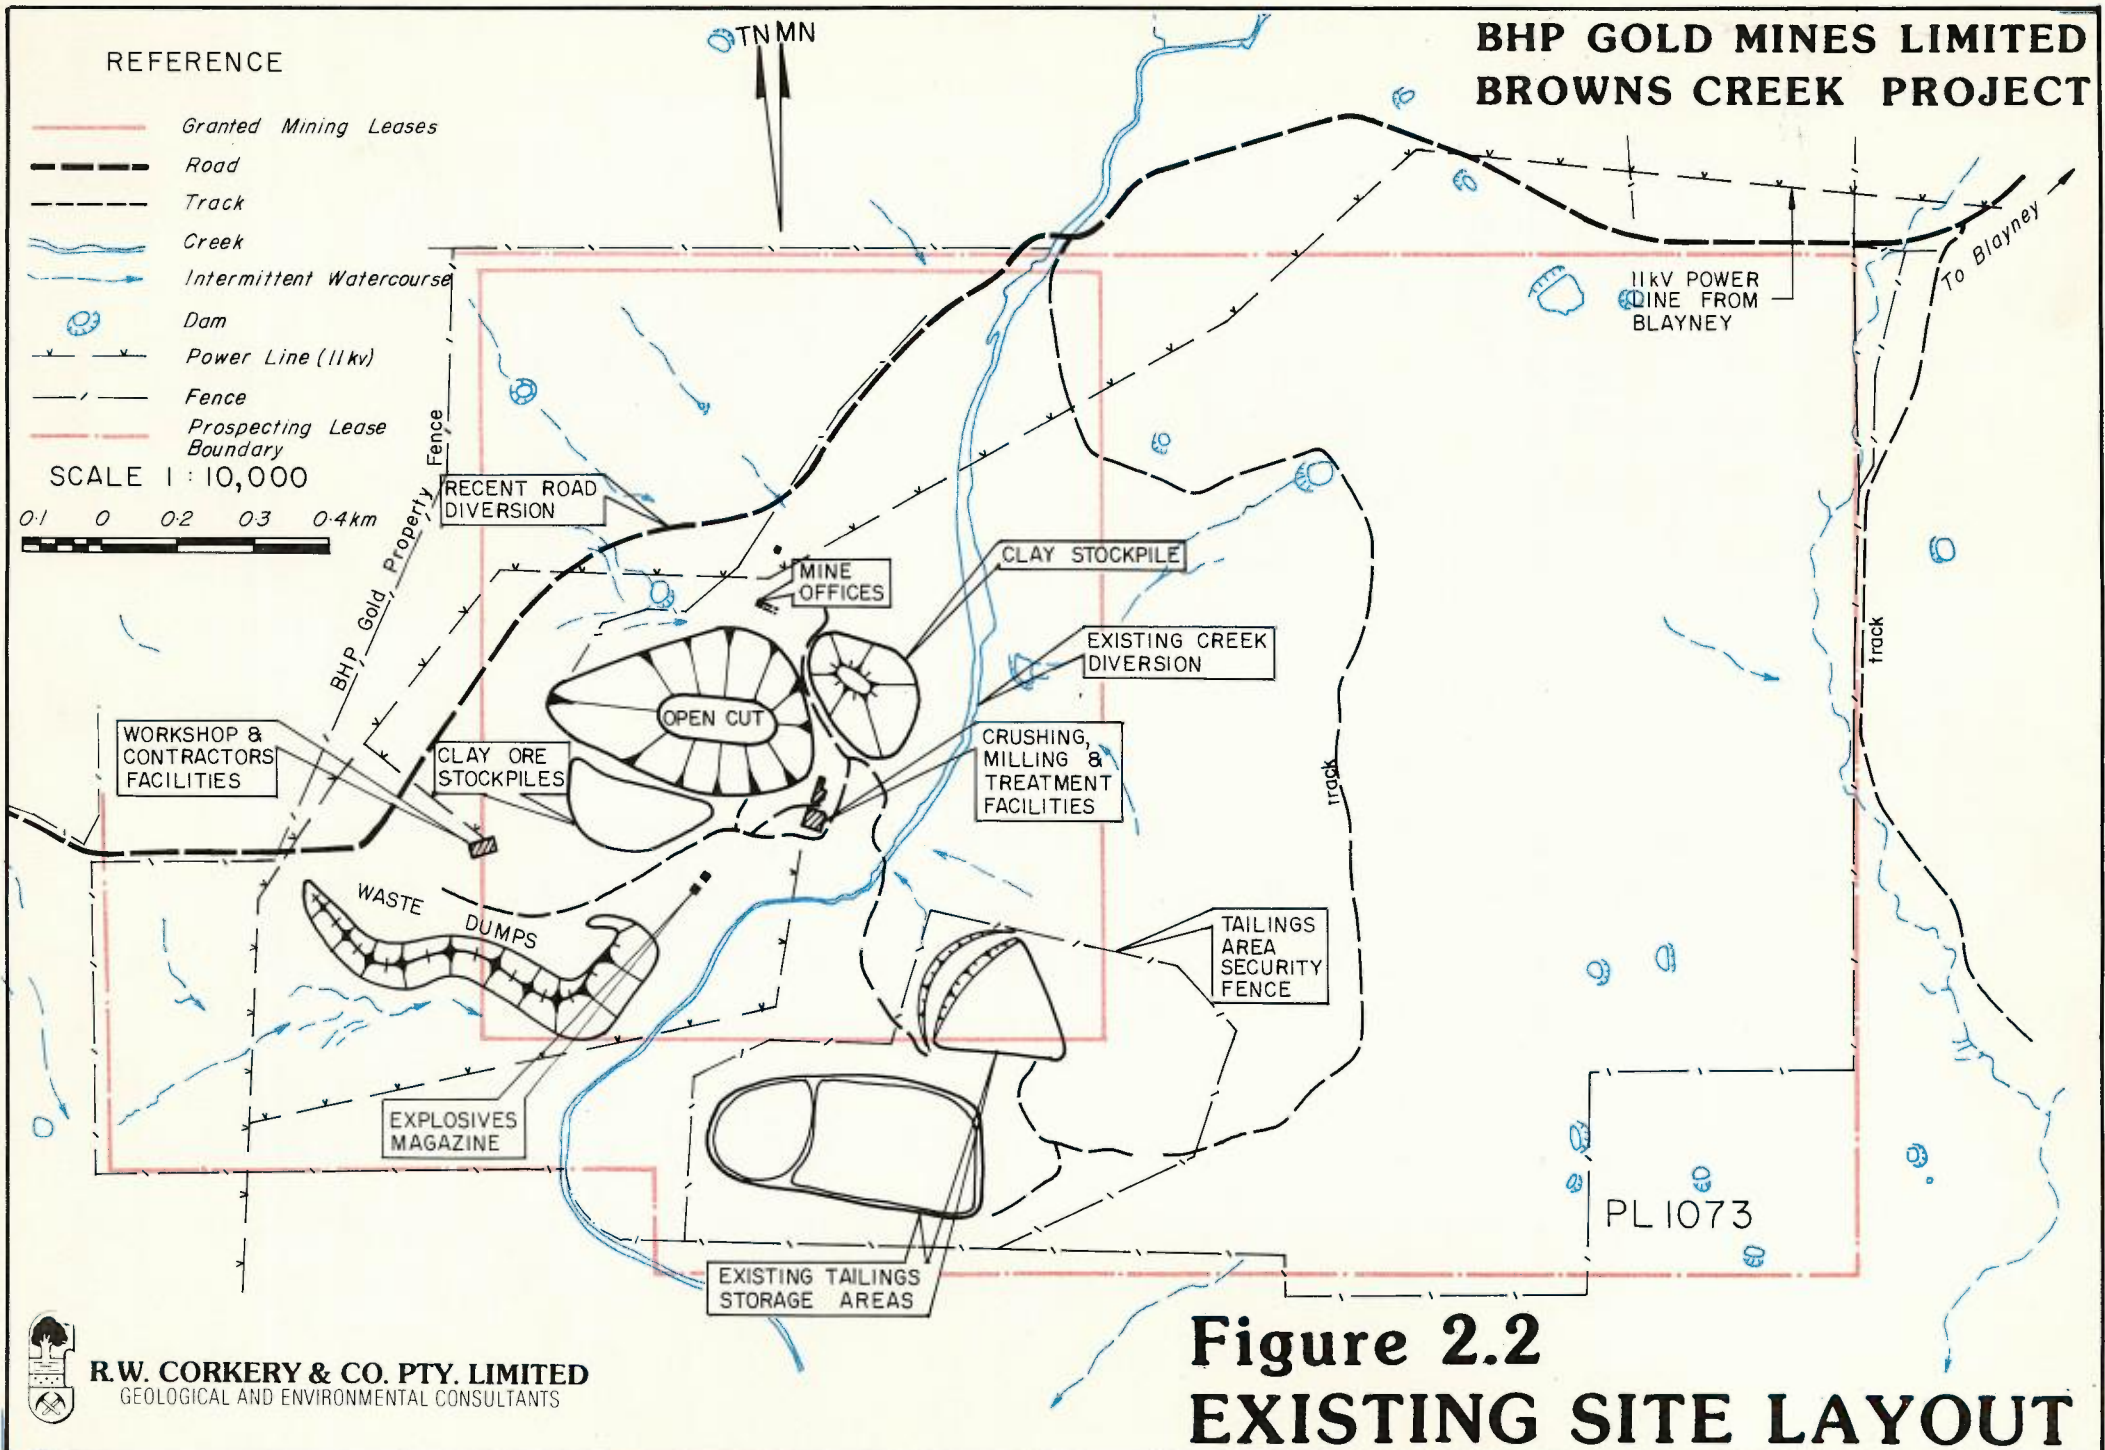 BHP GOLD MINES LIMITED
BROWNS CREEK PROJECT
TN MN
REFERENCE
Granted Mining Leases
Road
Track
Creek
Intermittent Watercourse
Dam
Power Line (11kv)
Fence
Prospecting Lease
Boundary
SCALE 1 : 10,000
0·1 0 0·2 0·3 0·4km
BHP Gold Property Fence
To Blayney
11kV POWER
LINE FROM
BLAYNEY
RECENT ROAD
DIVERSION
MINE
OFFICES
CLAY STOCKPILE
EXISTING CREEK
DIVERSION
OPEN CUT
WORKSHOP &
CONTRACTORS
FACILITIES
CLAY ORE
STOCKPILES
CRUSHING,
MILLING &
TREATMENT
FACILITIES
track
track
WASTE DUMPS
TAILINGS
AREA
SECURITY
FENCE
EXPLOSIVES
MAGAZINE
PL 1073
EXISTING TAILINGS
STORAGE AREAS
R.W. CORKERY & CO. PTY. LIMITED
GEOLOGICAL AND ENVIRONMENTAL CONSULTANTS
Figure 2.2
EXISTING SITE LAYOUT